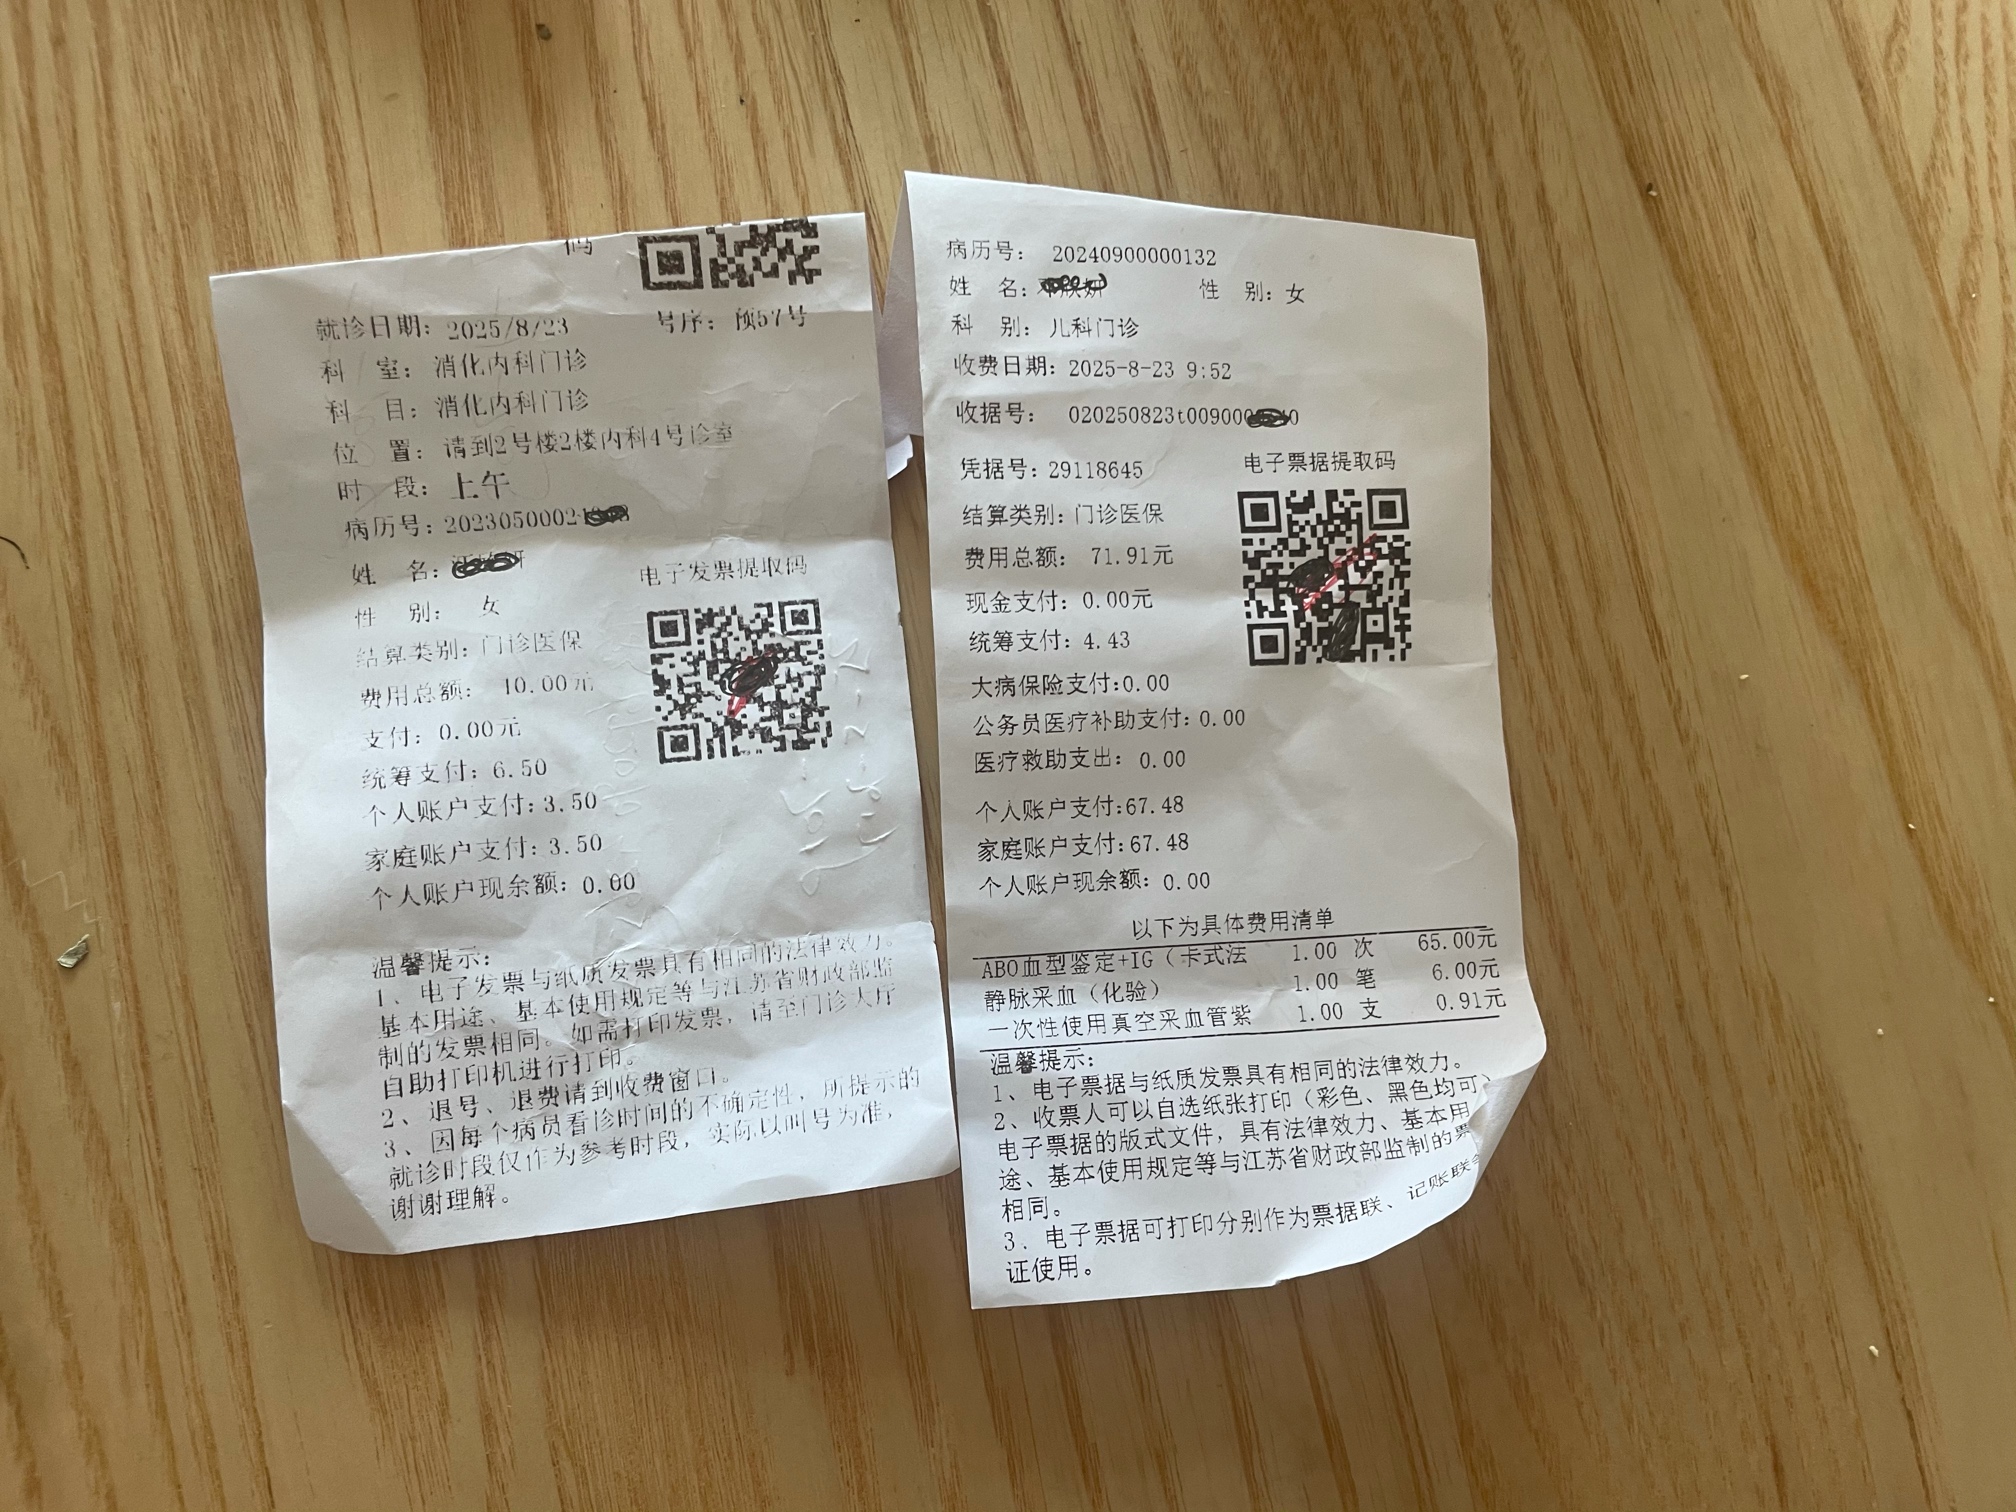 码
就诊日期：2025/8/23 号序：预57号
科 室：消化内科门诊
科 目：消化内科门诊
位 置：请到2号楼2楼内科4号诊室
时 段：上午
病历号：2023050002
姓 名：
电子发票提取码
性 别： 女
结算类别：门诊医保
费用总额： 10.00元
支付：0.00元
统筹支付：6.50
个人账户支付：3.50
家庭账户支付：3.50
个人账户现余额：0.00
温馨提示：
1、电子发票与纸质发票具有相同的法律效力。
基本用途、基本使用规定等与江苏省财政部监
制的发票相同。如需打印发票，请至门诊大厅
自助打印机进行打印。
2、退号、退费请到收费窗口。
3、因每个病员看诊时间的不确定性，所提示的
就诊时段仅作为参考时段，实际以叫号为准，
谢谢理解。
病历号： 20240900000132
姓 名： 性 别：女
科 别：儿科门诊
收费日期：2025-8-23 9:52
收据号： 020250823t00900
凭据号：29118645 电子票据提取码
结算类别：门诊医保
费用总额： 71.91元
现金支付：0.00元
统筹支付：4.43
大病保险支付:0.00
公务员医疗补助支付：0.00
医疗救助支出：0.00
个人账户支付:67.48
家庭账户支付:67.48
个人账户现余额：0.00
以下为具体费用清单
ABO血型鉴定+IG（卡式法 1.00 次 65.00元
静脉采血（化验） 1.00 笔 6.00元
一次性使用真空采血管紫 1.00 支 0.91元
温馨提示：
1、电子票据与纸质发票具有相同的法律效力。
2、收票人可以自选纸张打印（彩色、黑色均可）
电子票据的版式文件，具有法律效力、基本用
途、基本使用规定等与江苏省财政部监制的票
相同。
3．电子票据可打印分别作为票据联、记账联
证使用。